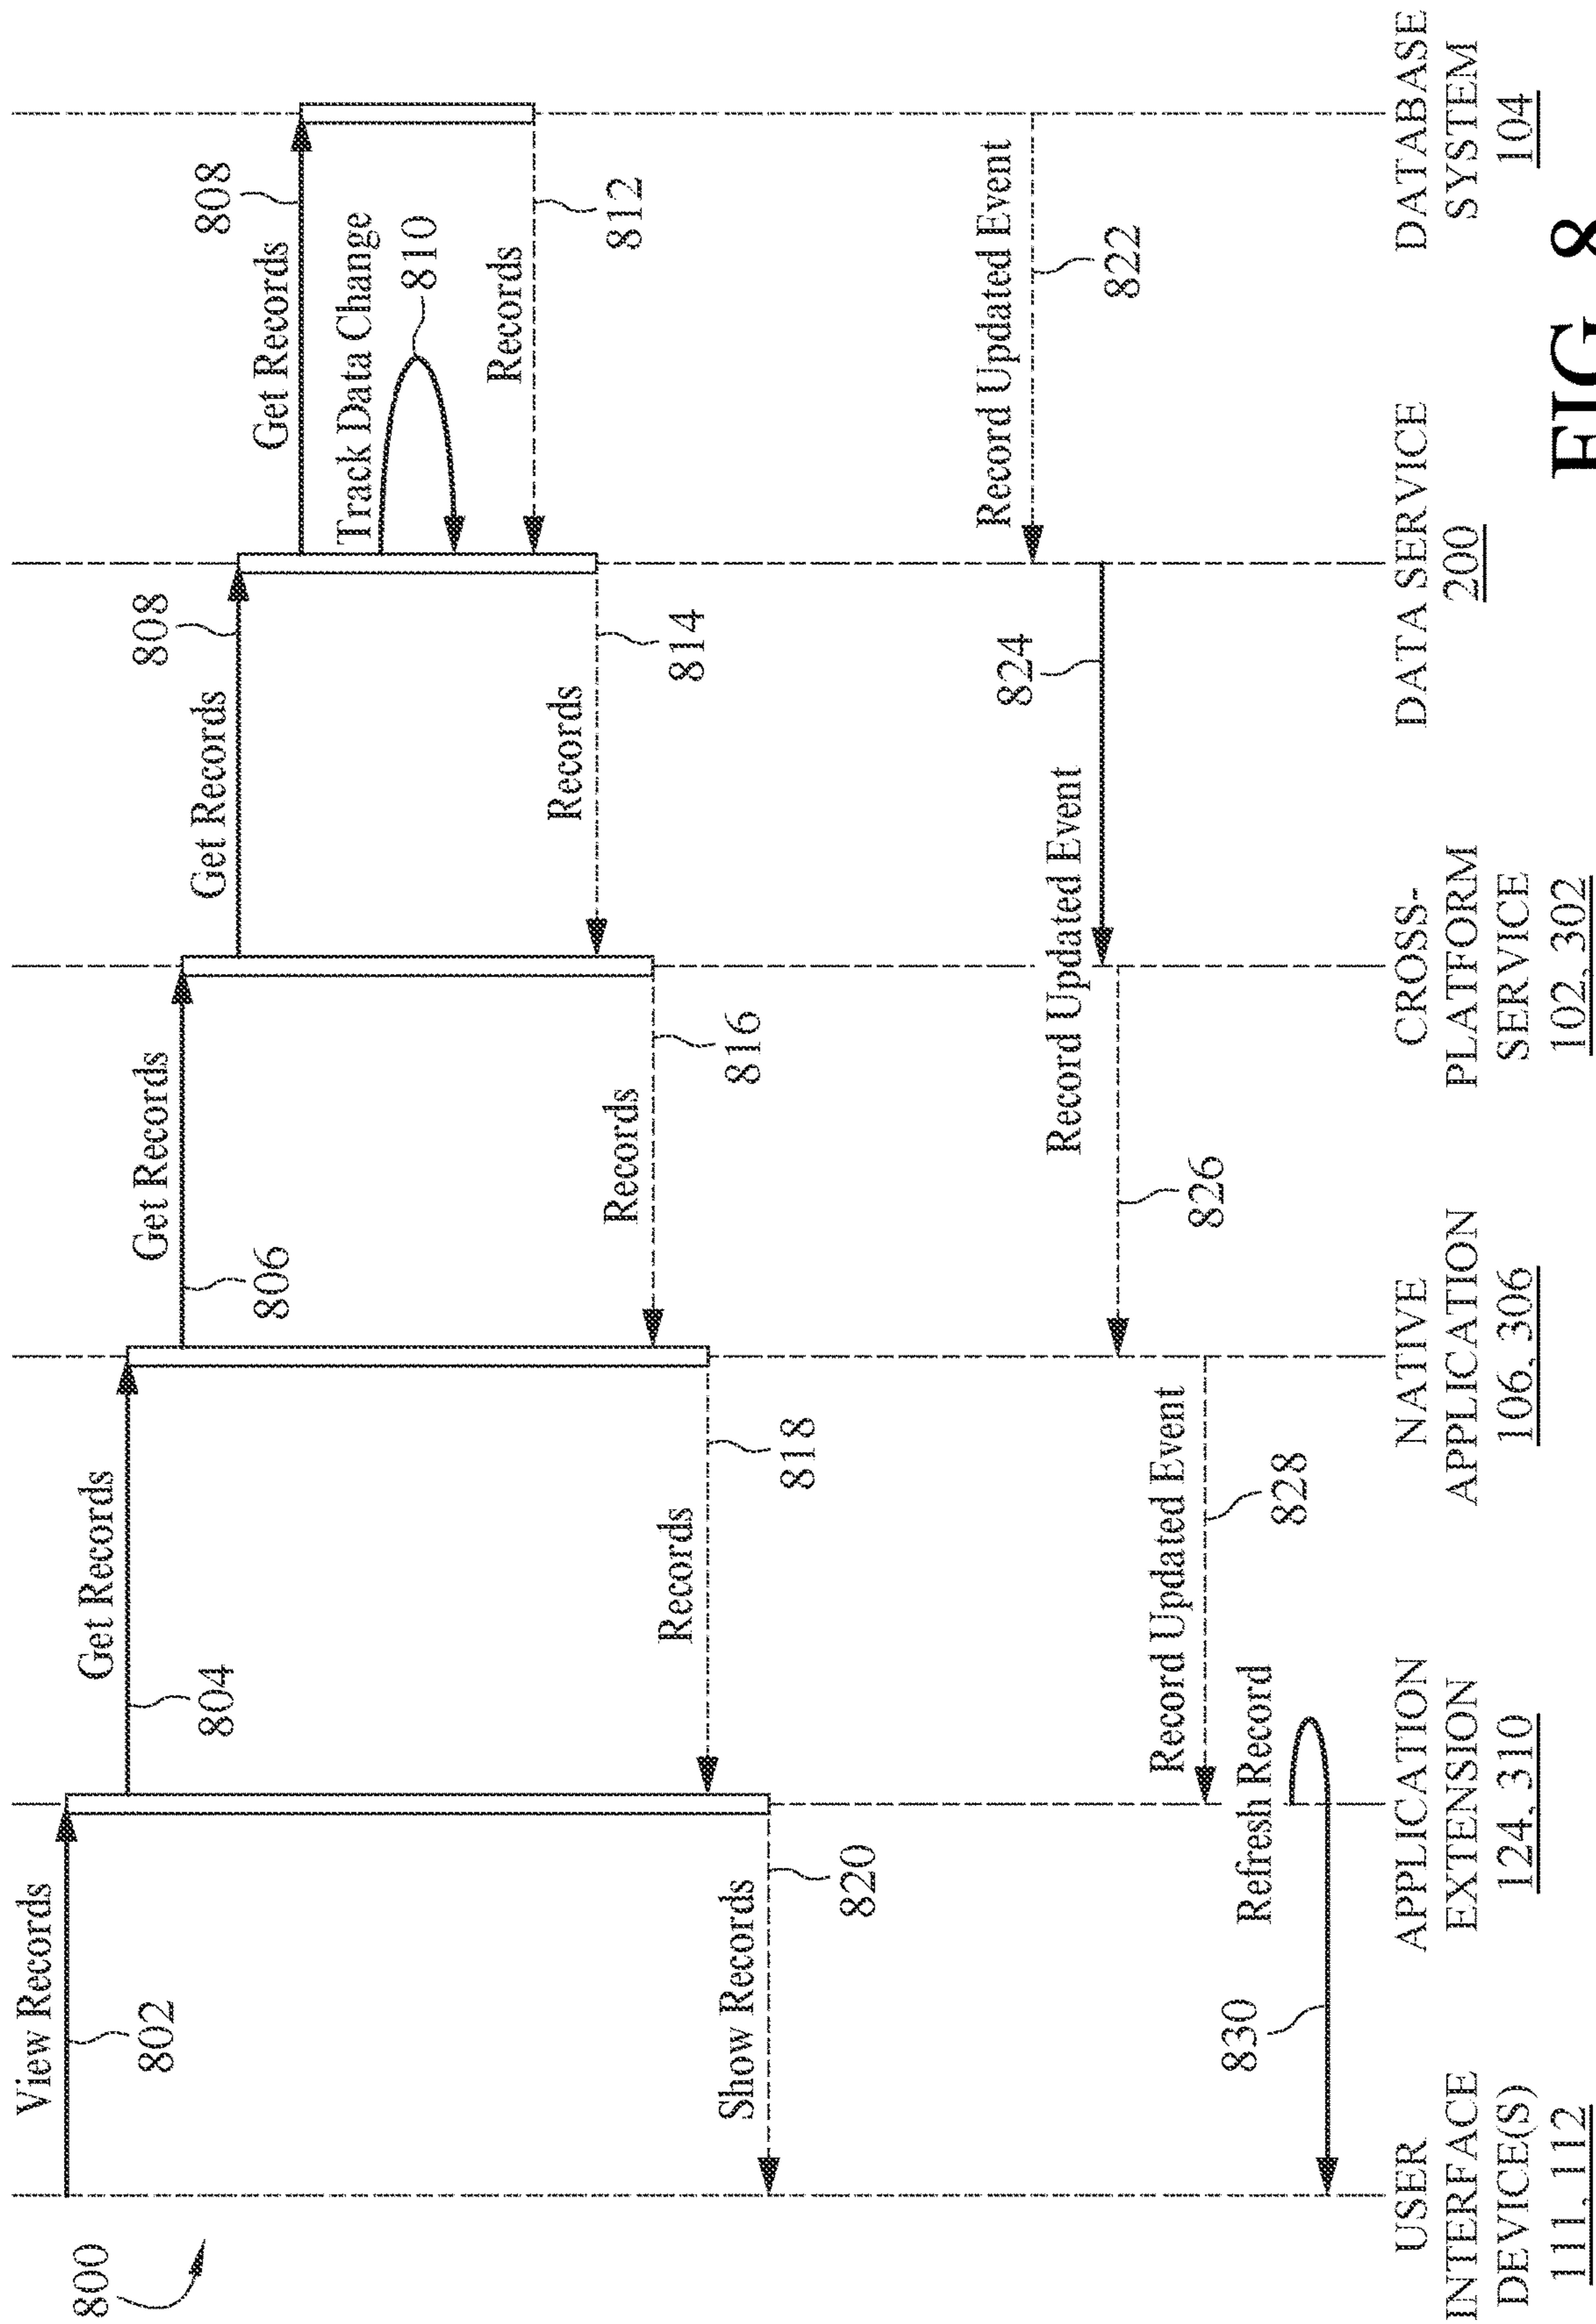 800
View Records
802
Get Records
804
Get Records
806
Get Records
808
Get Records
808
Track Data Change
810
Records
812
Records
814
Records
816
Records
818
Show Records
820
Record Updated Event
822
824
Record Updated Event
826
Record Updated Event
828
Refresh Record
830
USER
INTERFACE
DEVICE(S)
111, 112
APPLICATION
EXTENSION
124, 310
NATIVE
APPLICATION
106, 306
CROSS-
PLATFORM
SERVICE
102, 302
DATA SERVICE
200
DATABASE
SYSTEM
104
FIG. 8